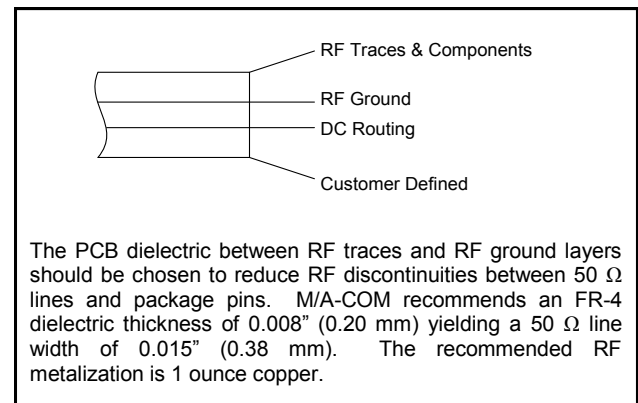 RF Traces & Components
RF Ground
DC Routing
Customer Defined
The PCB dielectric between RF traces and RF ground layers
should be chosen to reduce RF discontinuities between 50 Ω
lines and package pins. M/A-COM recommends an FR-4
dielectric thickness of 0.008” (0.20 mm) yielding a 50 Ω line
width of 0.015” (0.38 mm). The recommended RF
metalization is 1 ounce copper.